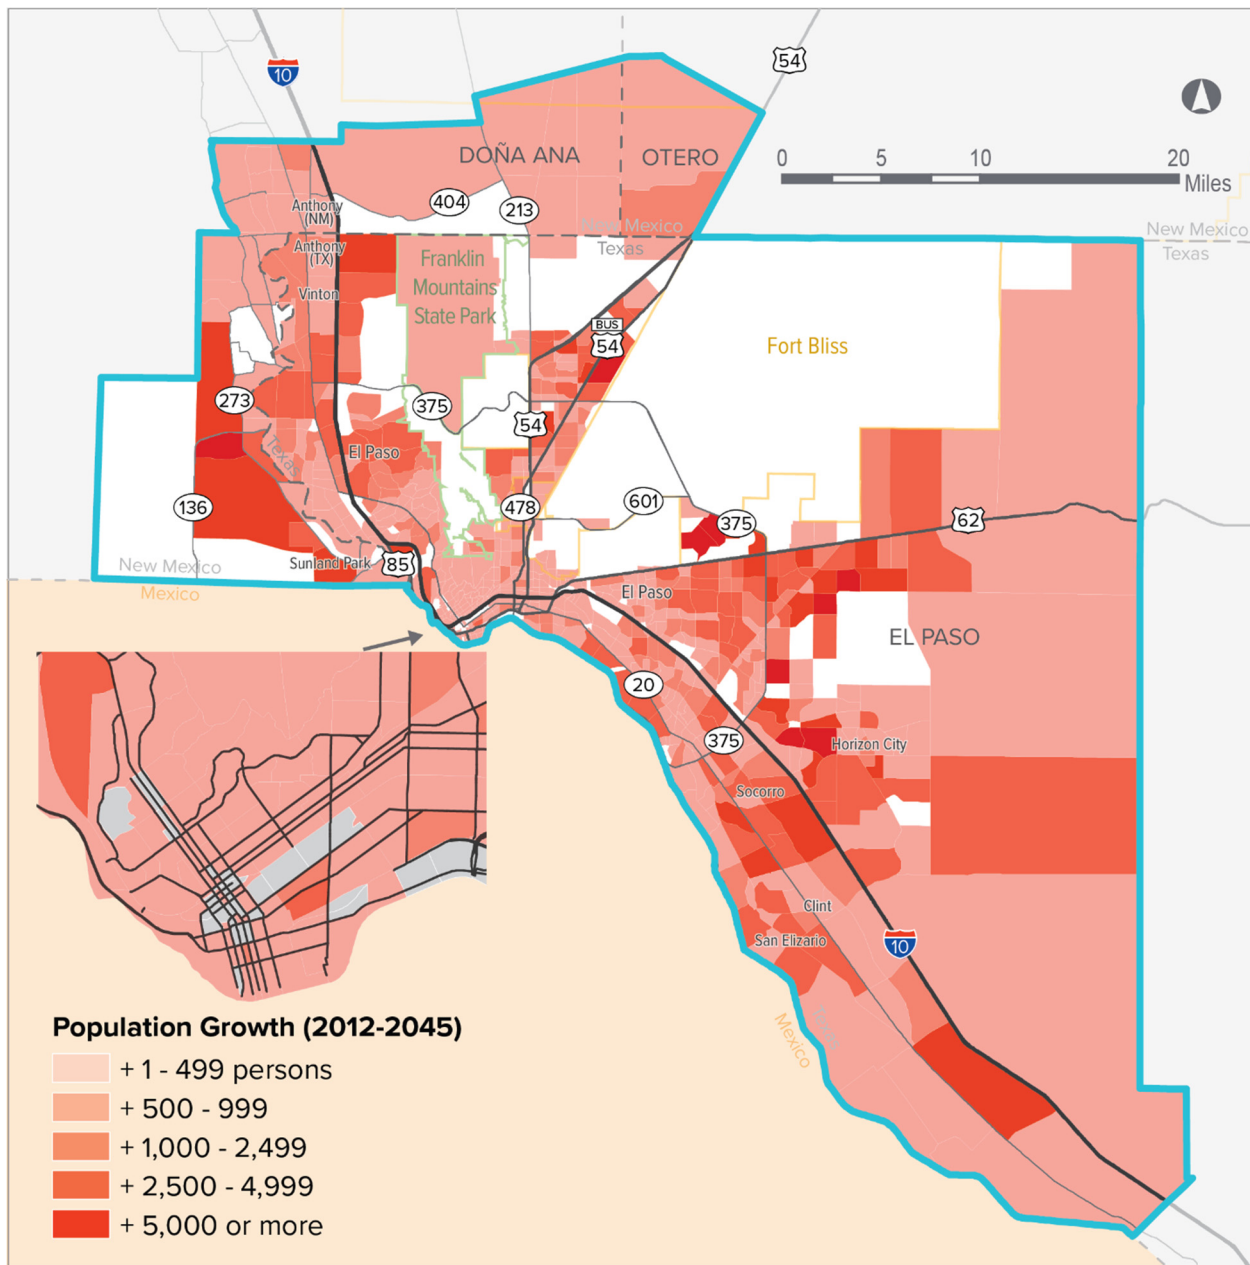 54
10
0
5
10
20
Miles
DOÑA ANA
OTERO
404
213
Anthony
(NM)
New Mexico
Texas
New Mexico
Texas
Anthony
(TX)
Franklin
Mountains
State Park
Vinton
BUS
54
Fort Bliss
273
375
54
Texas
El Paso
136
478
601
375
62
New Mexico
Mexico
Sunland Park
85
El Paso
EL PASO
20
375
Horizon City
Socorro
Clint
San Elizario
10
Mexico
Texas
Population Growth (2012-2045)
+ 1 - 499 persons
+ 500 - 999
+ 1,000 - 2,499
+ 2,500 - 4,999
+ 5,000 or more